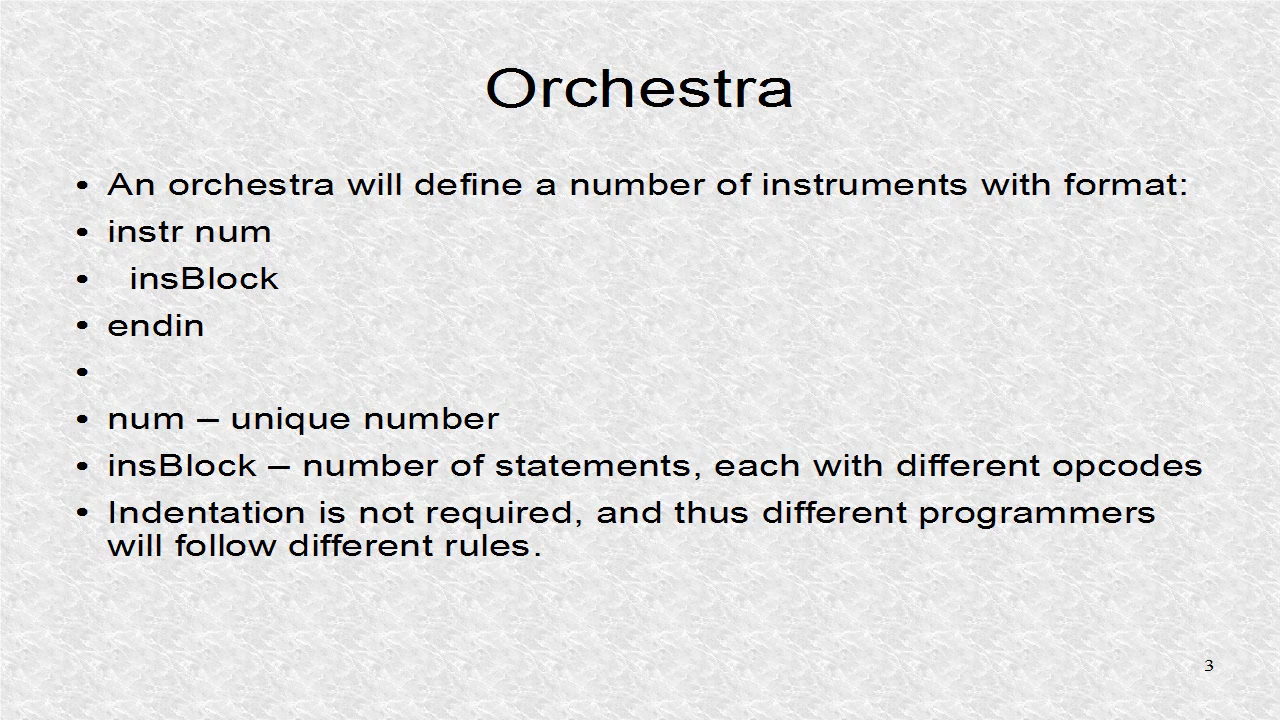 Orchestra
• An orchestra will define a number of instruments with format:
• instr num
•   insBlock
• endin
•
• num – unique number
• insBlock – number of statements, each with different opcodes
• Indentation is not required, and thus different programmers
will follow different rules.
3